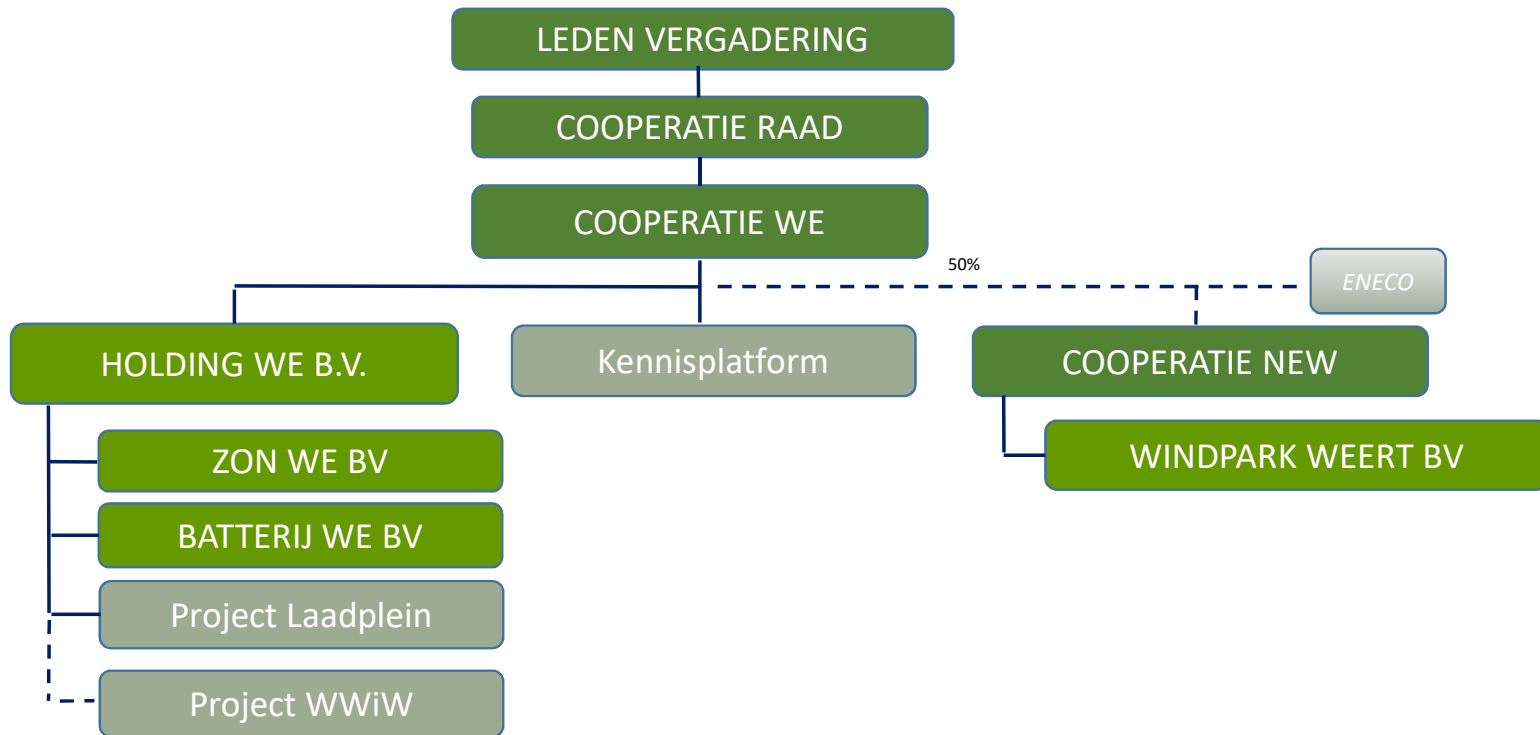 LEDEN VERGADERING
COOPERATIE RAAD
COOPERATIE WE
50%
ENECO
HOLDING WE B.V.
Kennisplatform
COOPERATIE NEW
ZON WE BV
WINDPARK WEERT BV
BATTERIJ WE BV
Project Laadplein
Project WWiW